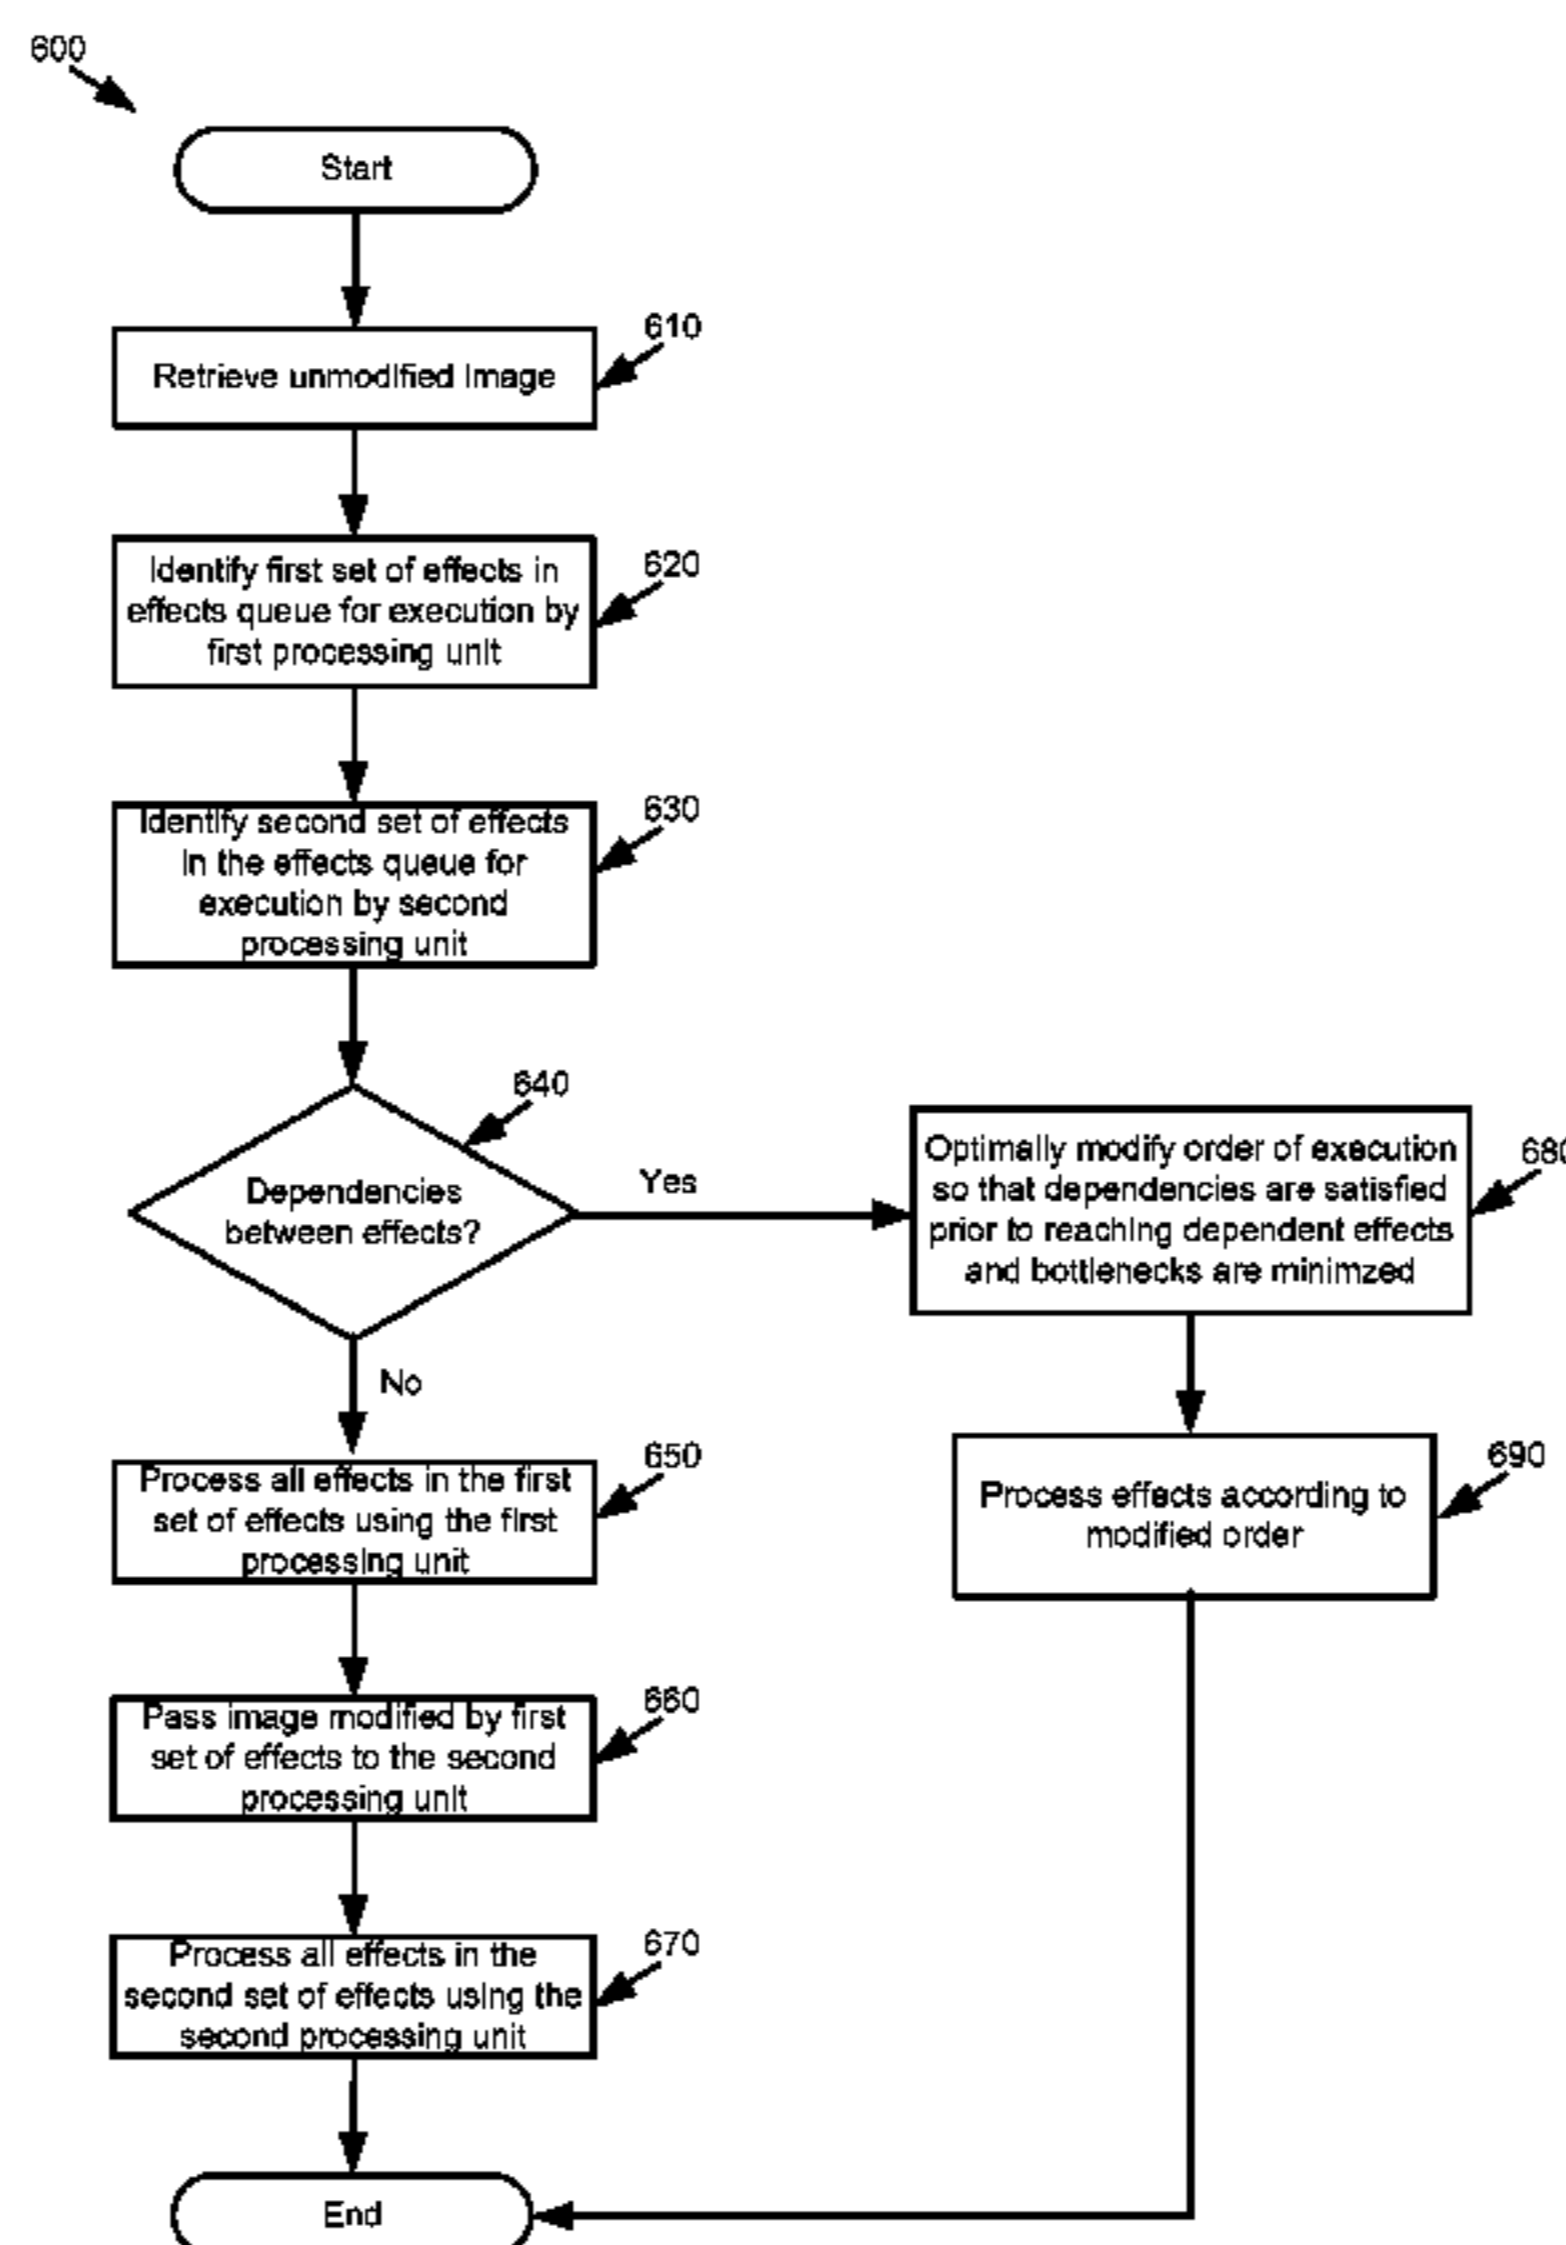 600
Start
610
Retrieve unmodified image
620
Identify first set of effects in
effects queue for execution by
first processing unit
630
Identify second set of effects
in the effects queue for
execution by second
processing unit
640
Dependencies
between effects?
Yes
680
Optimally modify order of execution
so that dependencies are satisfied
prior to reaching dependent effects
and bottlenecks are minimzed
No
650
Process all effects in the first
set of effects using the first
processing unit
690
Process effects according to
modified order
660
Pass image modified by first
set of effects to the second
processing unit
670
Process all effects in the
second set of effects using the
second processing unit
End